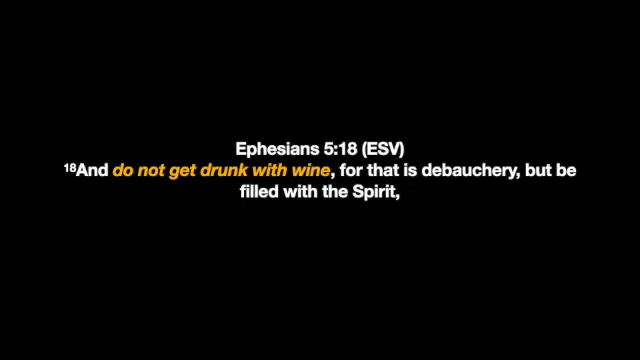 Ephesians 5:18 (ESV)
18And do not get drunk with wine, for that is debauchery, but be
filled with the Spirit,